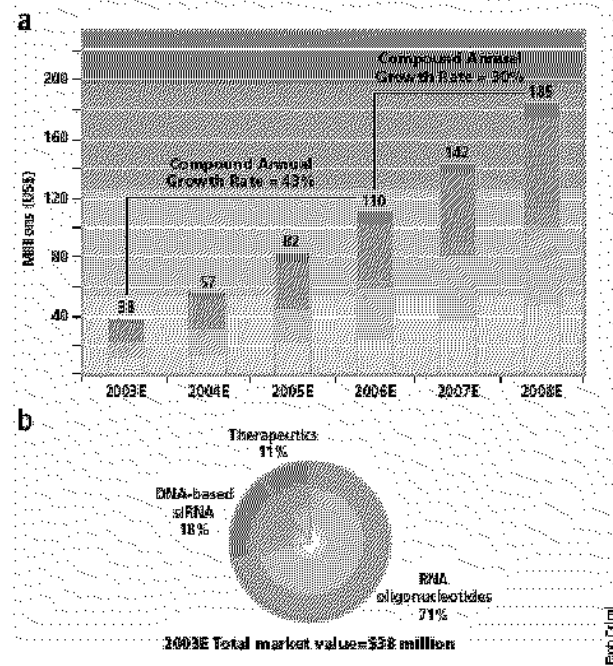 a
Compound Annual
Growth Rate = 30%
200
185
160
142
Compound Annual
Growth Rate = 43%
Millions (US$)
120
110
82
80
57
40
38
2003E 2004E 2005E 2006E 2007E 2008E
b
Therapeutics
11%
DNA-based
siRNA
18%
RNA
oligonucleotides
71%
2003E Total market value=$38 million